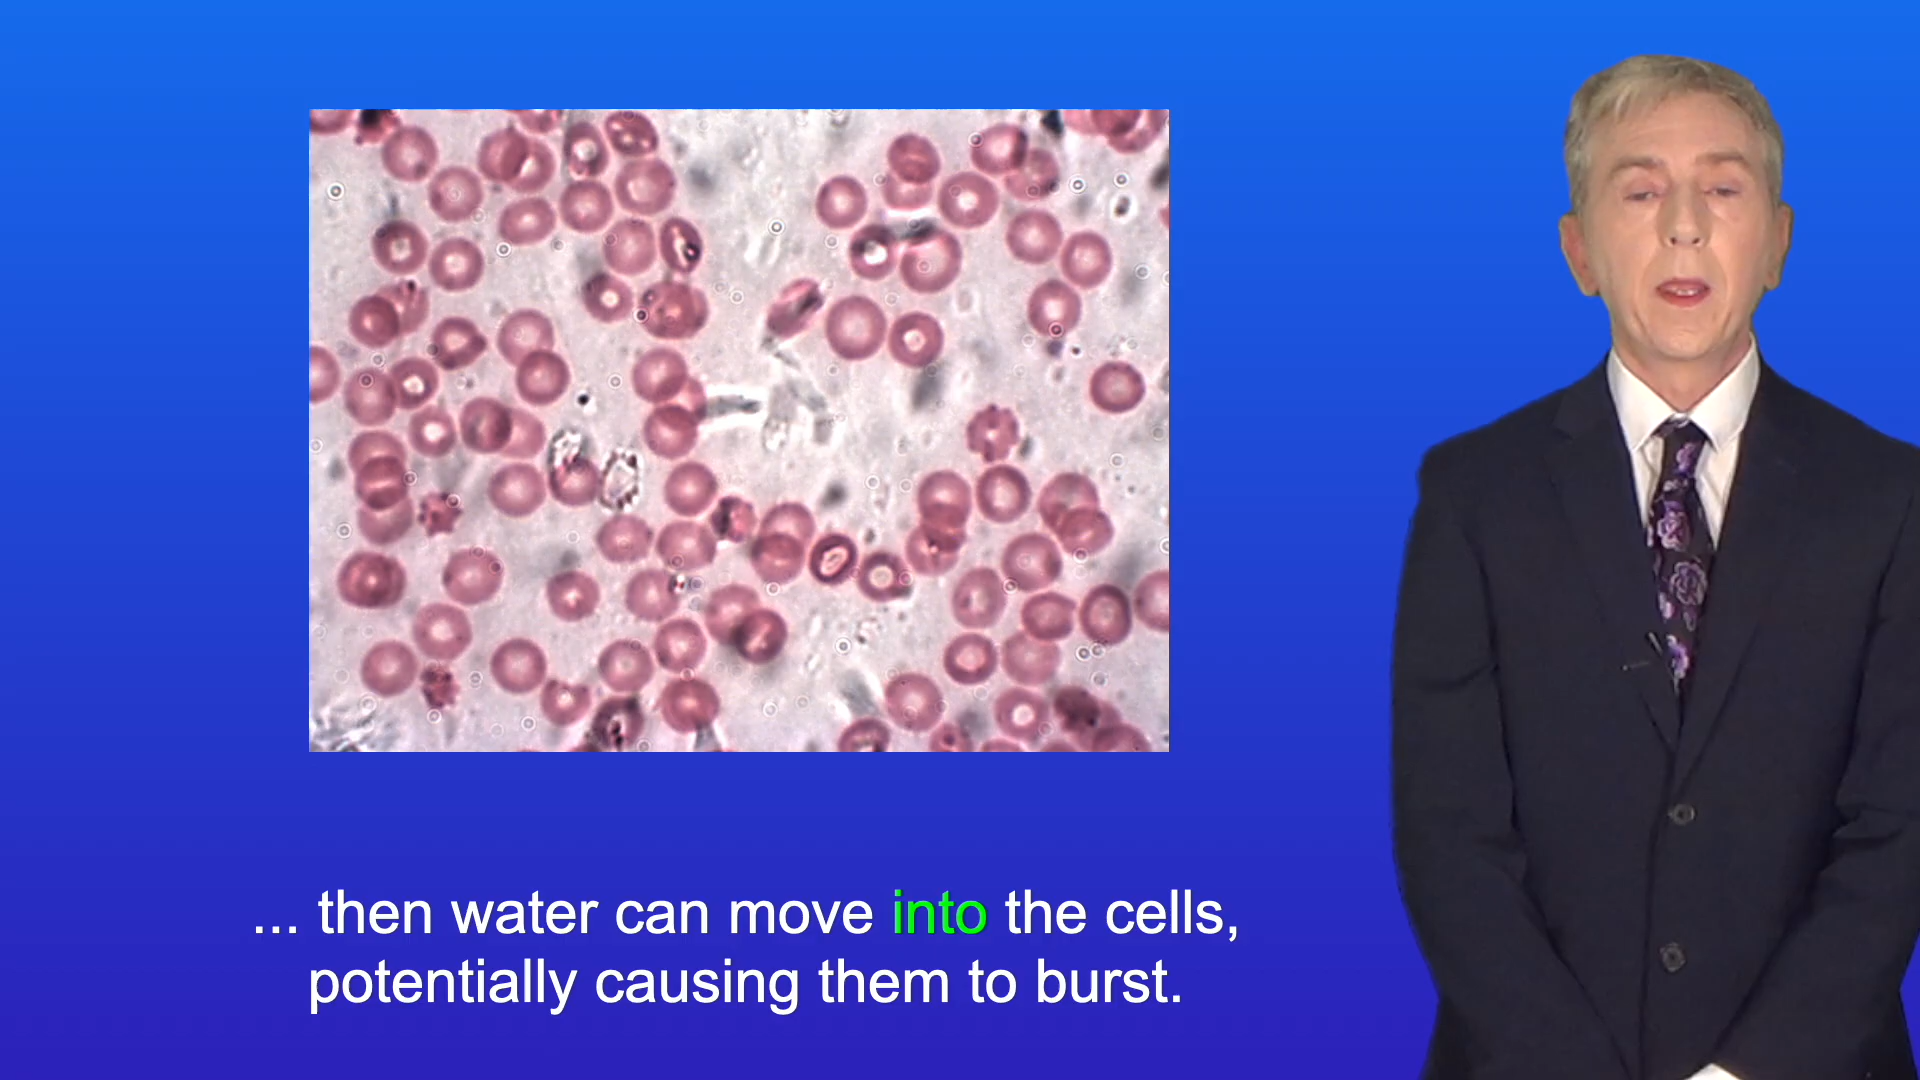 ... then water can move into the cells,
potentially causing them to burst.